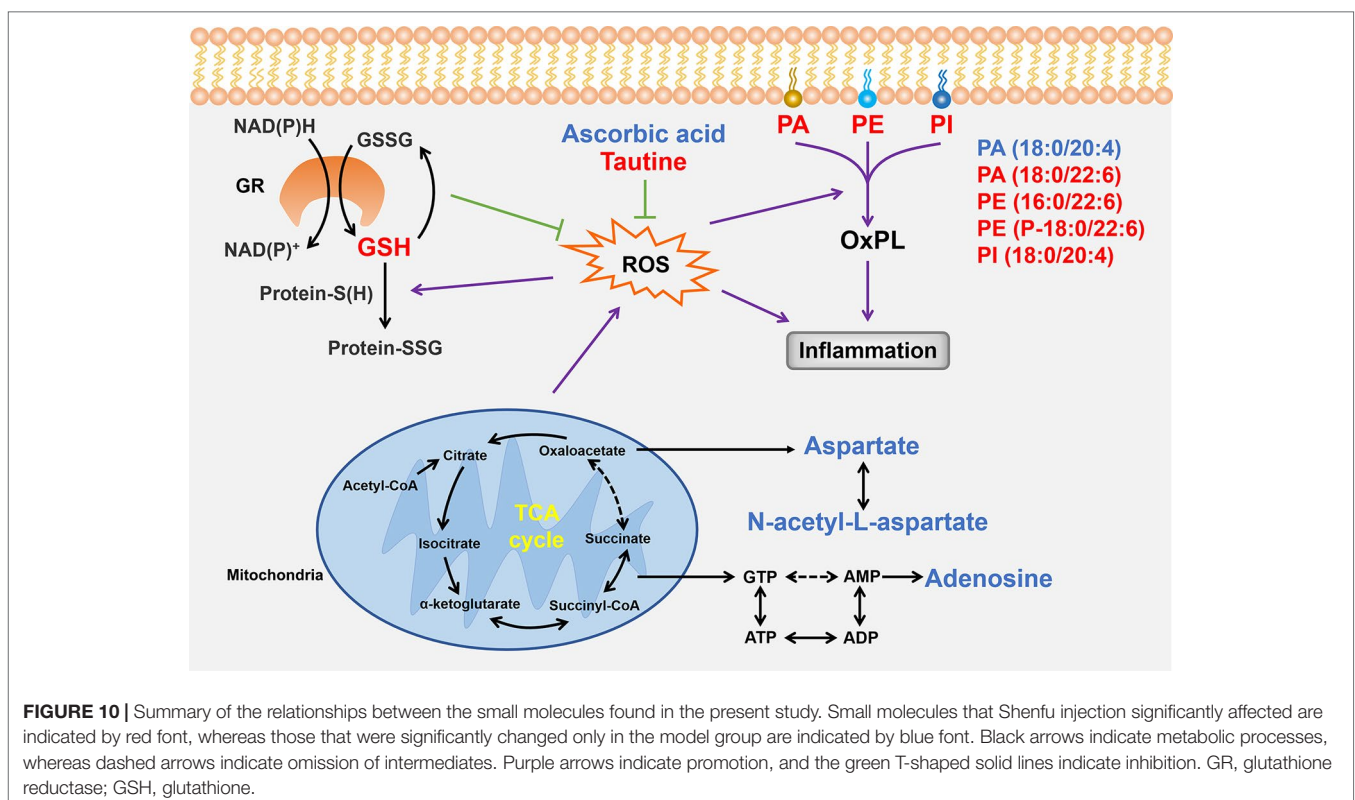 NAD(P)H
GSSG
GR
NAD(P)+
GSH
Protein-S(H)
Protein-SSG
Ascorbic acid
Tautine
ROS
PA
PE
PI
OxPL
Inflammation
PA (18:0/20:4)
PA (18:0/22:6)
PE (16:0/22:6)
PE (P-18:0/22:6)
PI (18:0/20:4)
Citrate
Oxaloacetate
Acetyl-CoA
TCA
cycle
Isocitrate
Succinate
Mitochondria
α-ketoglutarate
Succinyl-CoA
Aspartate
N-acetyl-L-aspartate
GTP
AMP
Adenosine
ATP
ADP
FIGURE 10 | Summary of the relationships between the small molecules found in the present study. Small molecules that Shenfu injection significantly affected are
indicated by red font, whereas those that were significantly changed only in the model group are indicated by blue font. Black arrows indicate metabolic processes,
whereas dashed arrows indicate omission of intermediates. Purple arrows indicate promotion, and the green T-shaped solid lines indicate inhibition. GR, glutathione
reductase; GSH, glutathione.